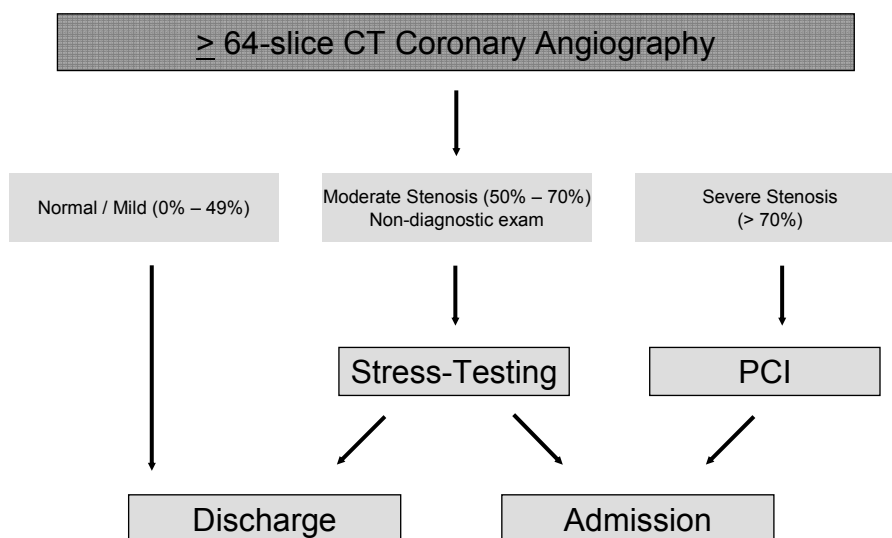 > 64-slice CT Coronary Angiography
Normal / Mild (0% – 49%)
Moderate Stenosis (50% – 70%)
Non-diagnostic exam
Severe Stenosis
(> 70%)
Stress-Testing
PCI
Discharge
Admission